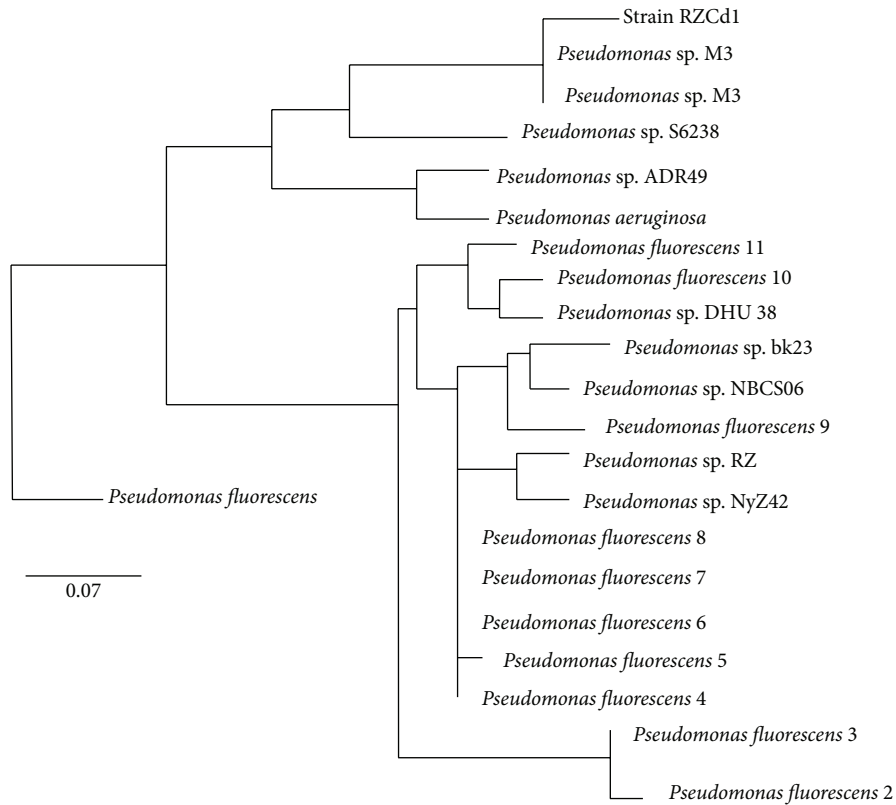 Strain RZCd1
Pseudomonas sp. M3
Pseudomonas sp. M3
Pseudomonas sp. S6238
Pseudomonas sp. ADR49
Pseudomonas aeruginosa
Pseudomonas fluorescens 11
Pseudomonas fluorescens 10
Pseudomonas sp. DHU 38
Pseudomonas sp. bk23
Pseudomonas sp. NBCS06
Pseudomonas fluorescens 9
Pseudomonas sp. RZ
Pseudomonas fluorescens
Pseudomonas sp. NyZ42
Pseudomonas fluorescens 8
Pseudomonas fluorescens 7
0.07
Pseudomonas fluorescens 6
Pseudomonas fluorescens 5
Pseudomonas fluorescens 4
Pseudomonas fluorescens 3
Pseudomonas fluorescens 2